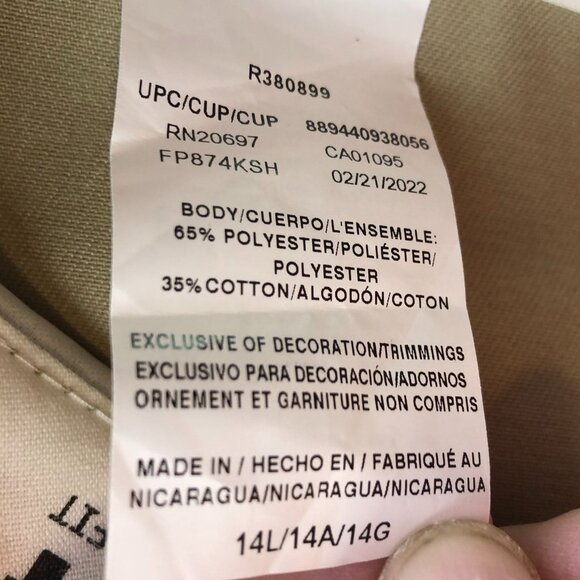 R380899
UPC/CUP/CUP 889440938056
RN20697 CA01095
FP874KSH 02/21/2022
BODY/CUERPO/L'ENSEMBLE:
65% POLYESTER/POLIÉSTER/
POLYESTER
35% COTTON/ALGODÓN/COTON
EXCLUSIVE OF DECORATION/TRIMMINGS
EXCLUSIVO PARA DECORACIÓN/ADORNOS
ORNEMENT ET GARNITURE NON COMPRIS
MADE IN / HECHO EN / FABRIQUÉ AU
NICARAGUA/NICARAGUA/NICARAGUA
14L/14A/14G